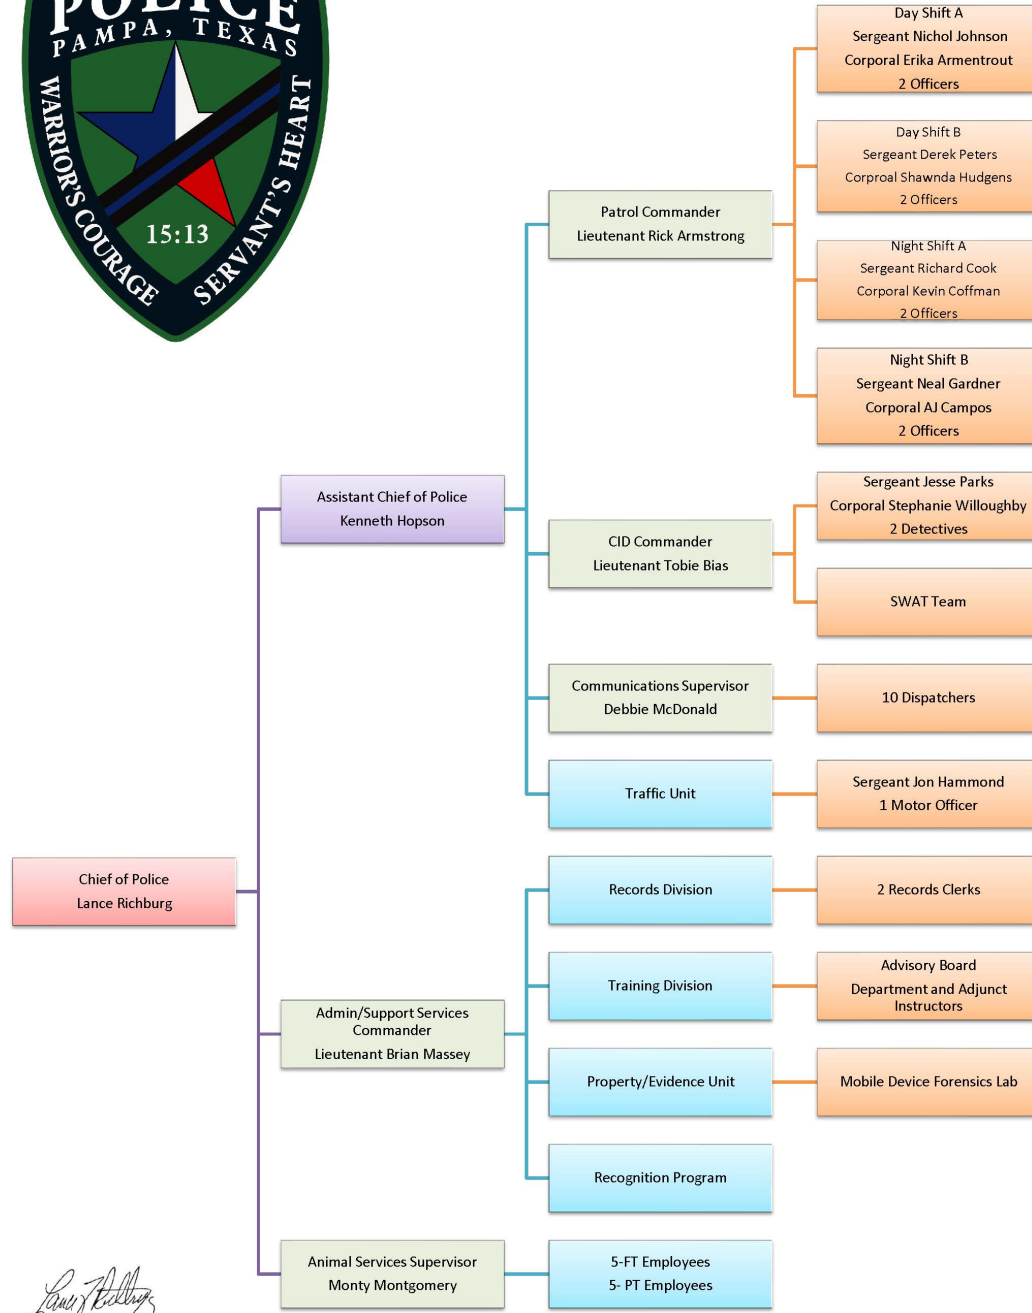 POLICE
PAMPA, TEXAS
WARRIOR'S COURAGE
SERVANT'S HEART
15:13
Day Shift A
Sergeant Nichol Johnson
Corporal Erika Armentrout
2 Officers
Day Shift B
Sergeant Derek Peters
Corproal Shawnda Hudgens
2 Officers
Patrol Commander
Lieutenant Rick Armstrong
Night Shift A
Sergeant Richard Cook
Corporal Kevin Coffman
2 Officers
Night Shift B
Sergeant Neal Gardner
Corporal AJ Campos
2 Officers
Assistant Chief of Police
Kenneth Hopson
Sergeant Jesse Parks
Corporal Stephanie Willoughby
2 Detectives
CID Commander
Lieutenant Tobie Bias
SWAT Team
Communications Supervisor
Debbie McDonald
10 Dispatchers
Traffic Unit
Sergeant Jon Hammond
1 Motor Officer
Chief of Police
Lance Richburg
Records Division
2 Records Clerks
Training Division
Advisory Board
Department and Adjunct
Instructors
Admin/Support Services
Commander
Lieutenant Brian Massey
Property/Evidence Unit
Mobile Device Forensics Lab
Recognition Program
Animal Services Supervisor
Monty Montgomery
5-FT Employees
5- PT Employees